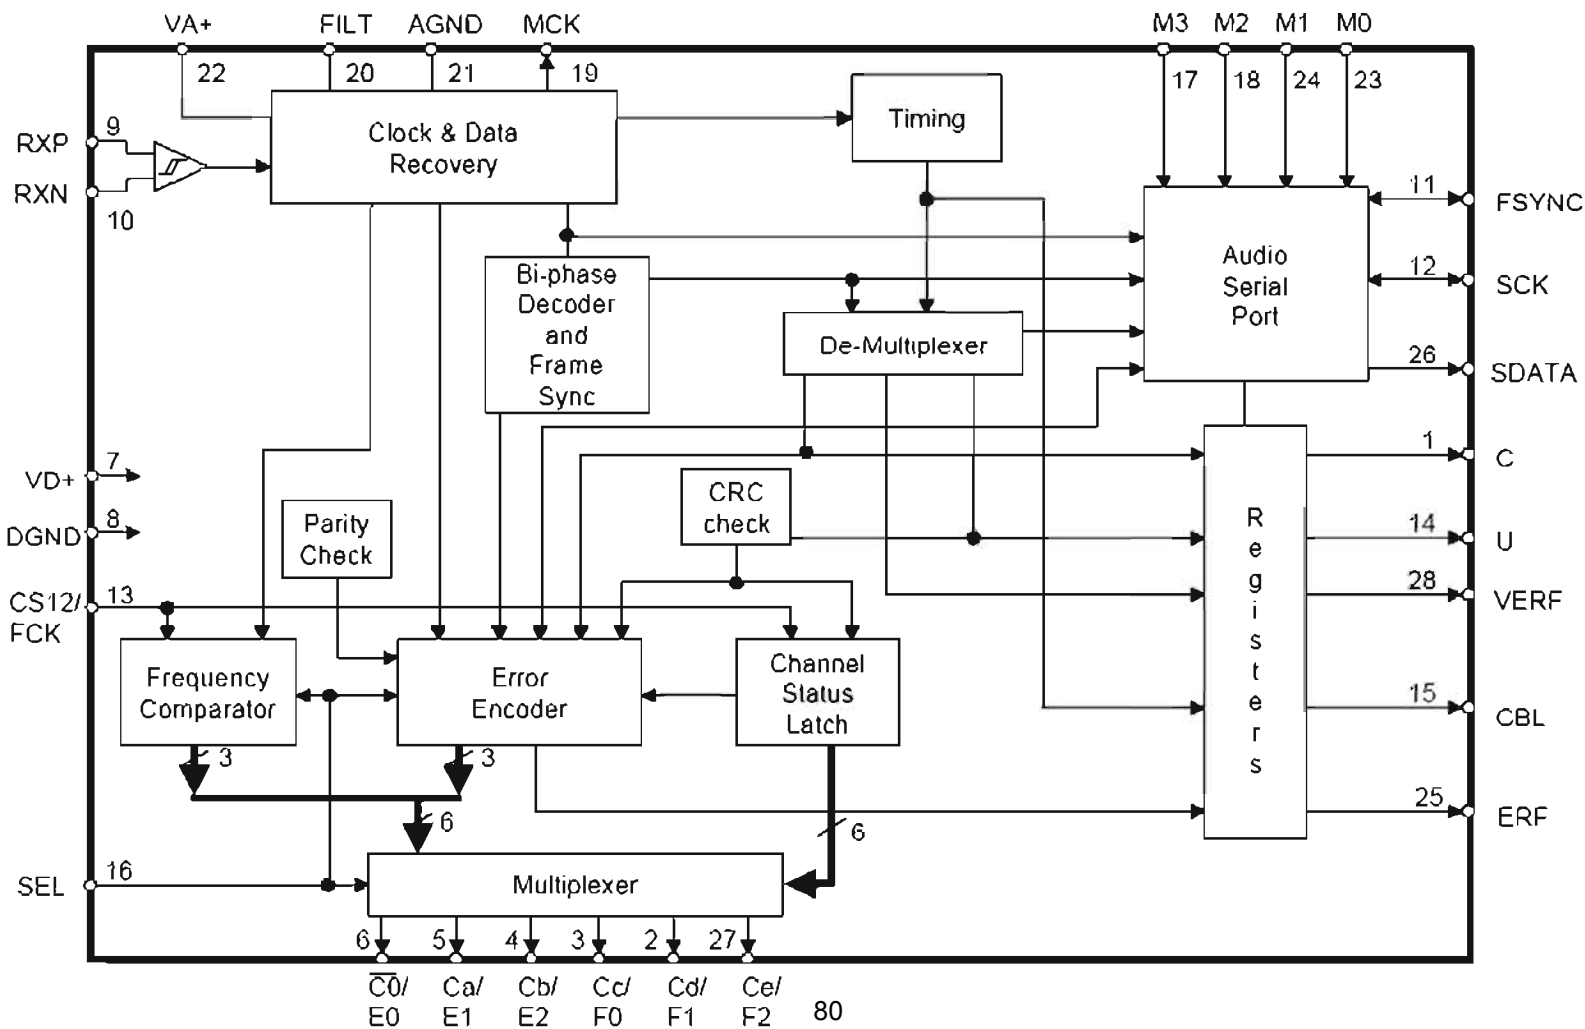 VA+ FILT AGND MCK M3 M2 M1 M0
22 20 21 19 17 18 24 23
RXP 9
RXN 10
Clock & Data
Recovery
Timing
Bi-phase
Decoder
and
Frame
Sync
De-Multiplexer
Audio
Serial
Port
11 FSYNC
12 SCK
26 SDATA
VD+ 7
DGND 8
CS12/ 13
FCK
Parity
Check
CRC
check
Registers
1 C
14 U
28 VERF
15 CBL
25 ERF
Frequency
Comparator
Error
Encoder
Channel
Status
Latch
3 3
6 6
SEL 16
Multiplexer
6 5 4 3 2 27
C̅0̅/ Ca/ Cb/ Cc/ Cd/ Ce/
E0 E1 E2 F0 F1 F2 80